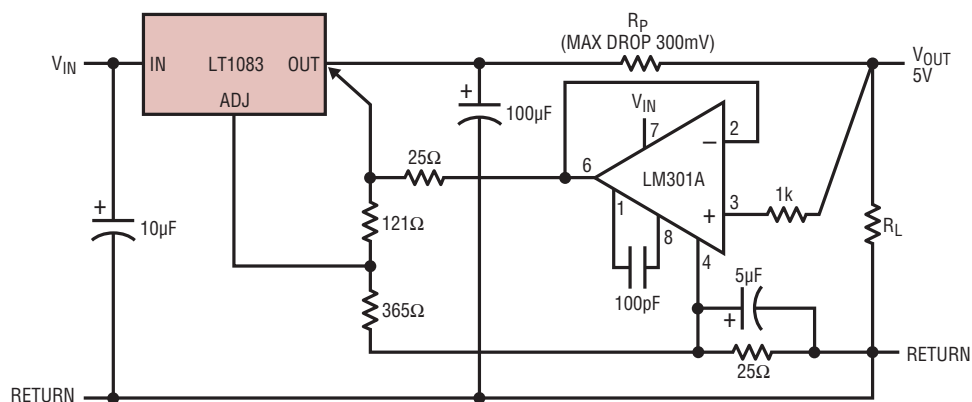 R_P
(MAX DROP 300mV)
V_IN
IN
LT1083
OUT
ADJ
V_OUT
5V
+
100µF
V_IN
7
2
−
25Ω
6
LM301A
+
10µF
121Ω
1
8
+
3
1k
R_L
4
100pF
5µF
+
365Ω
25Ω
RETURN
RETURN